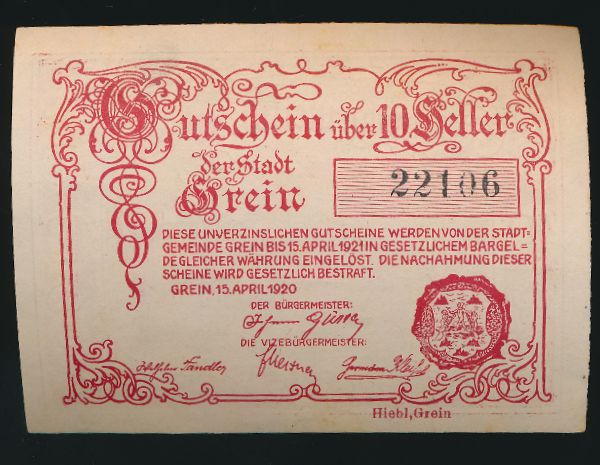 Gutschein über 10 Heller
der Stadt
Grein
22106
DIESE UNVERZINSLICHEN GUTSCHEINE WERDEN VON DER STADT-
GEMEINDE GREIN BIS 15. APRIL 1921 IN GESETZLICHEM BARGEL=
DE GLEICHER WÄHRUNG EINGELÖST. DIE NACHAHMUNG DIESER
SCHEINE WIRD GESETZLICH BESTRAFT.
GREIN, 15. APRIL 1920
DER BÜRGERMEISTER:
DIE VIZEBÜRGERMEISTER:
Hiebl, Grein